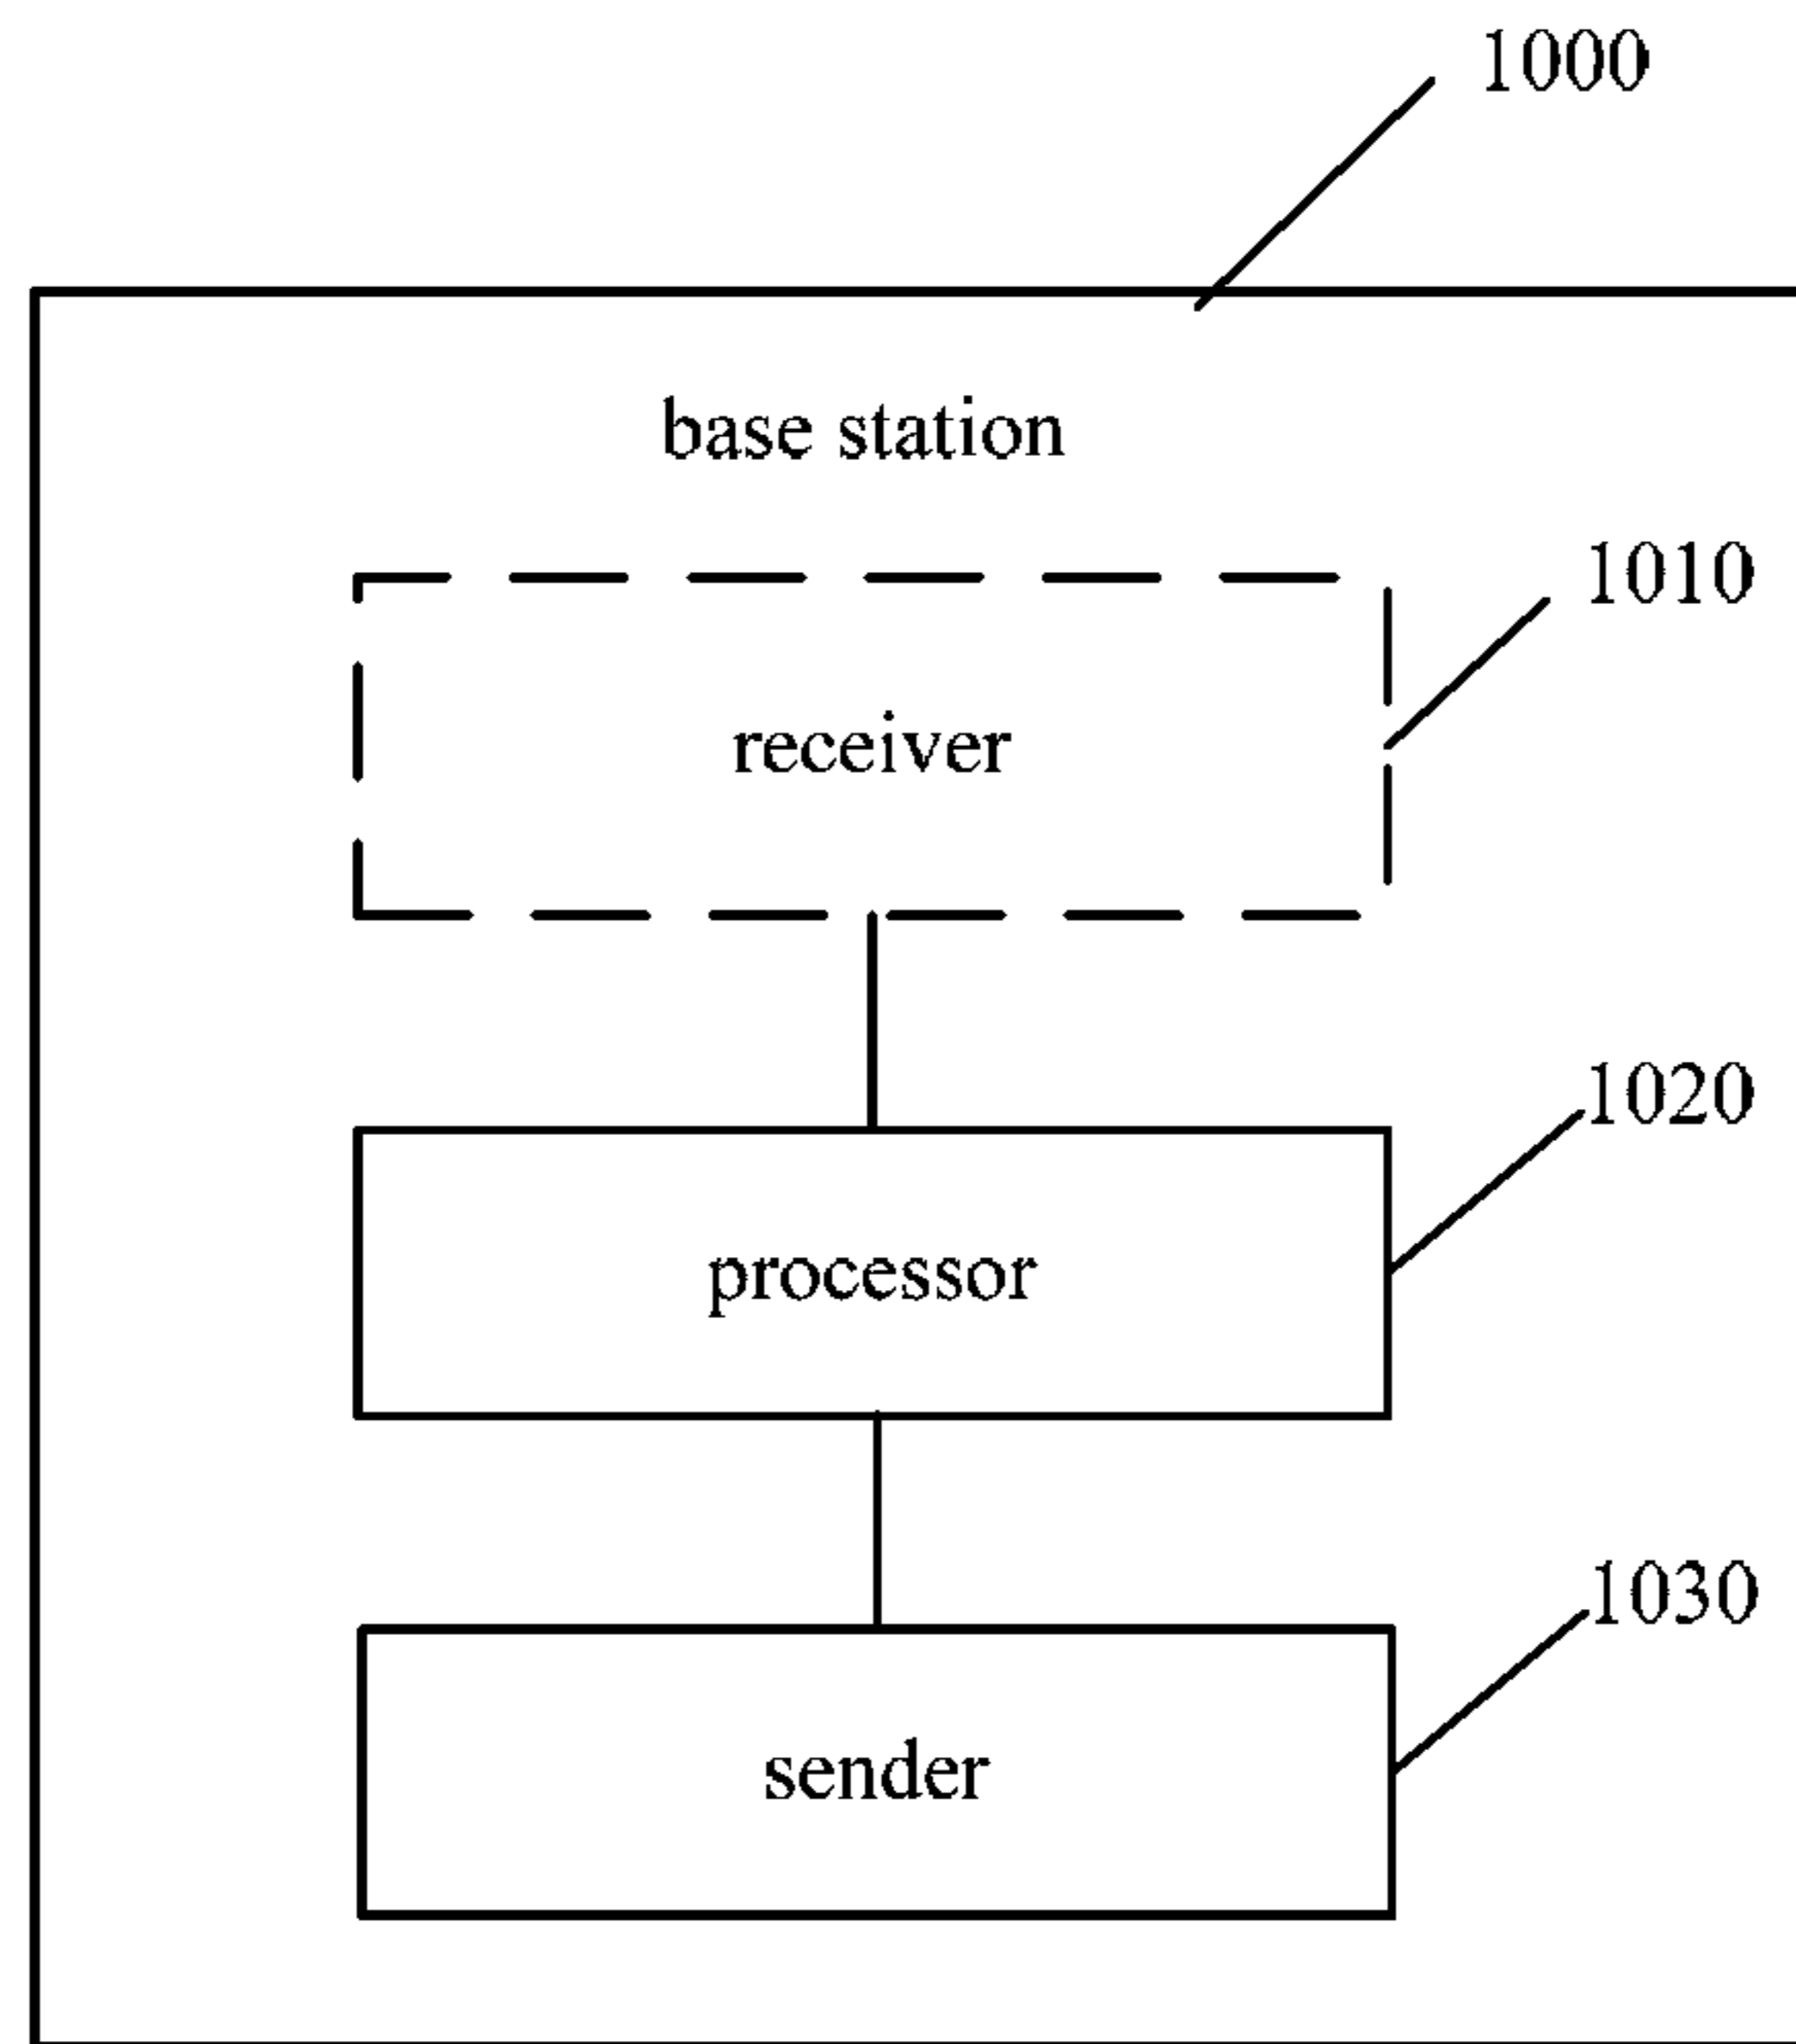 1000
base station
1010
receiver
1020
processor
1030
sender